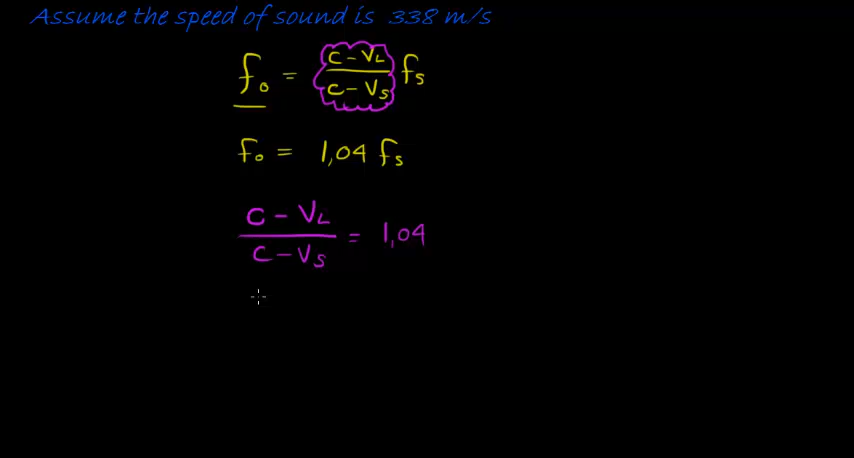 Assume the speed of sound is 338 m/s
fo = (C - VL)/(C - VS) fs
fo = 1,04 fs
(C - VL)/(C - VS) = 1,04